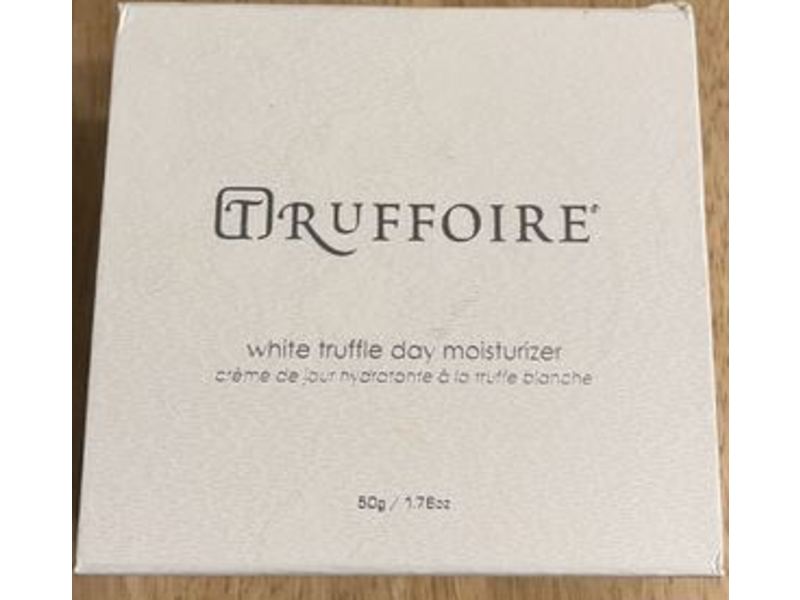 TRUFFOIRE
white truffle day moisturizer
crème de jour hydratante à la truffe blanche
50g / 1.76oz